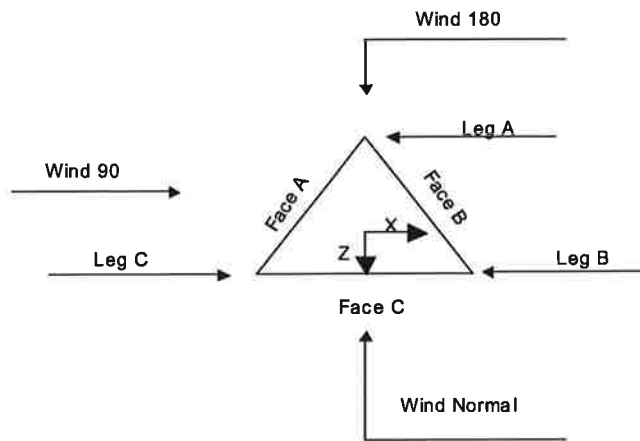 Wind 180
Leg A
Wind 90
Face A
Face B
X
Z
Leg C
Leg B
Face C
Wind Normal